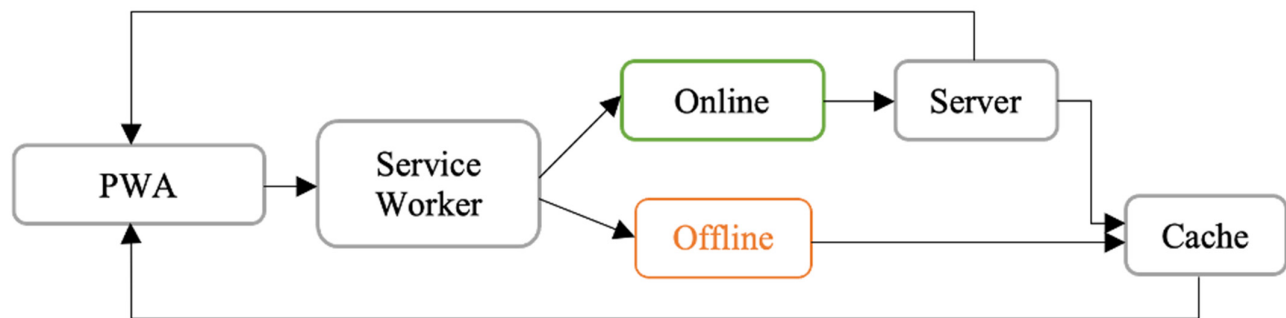 Online
Server
PWA
Service
Worker
Offline
Cache